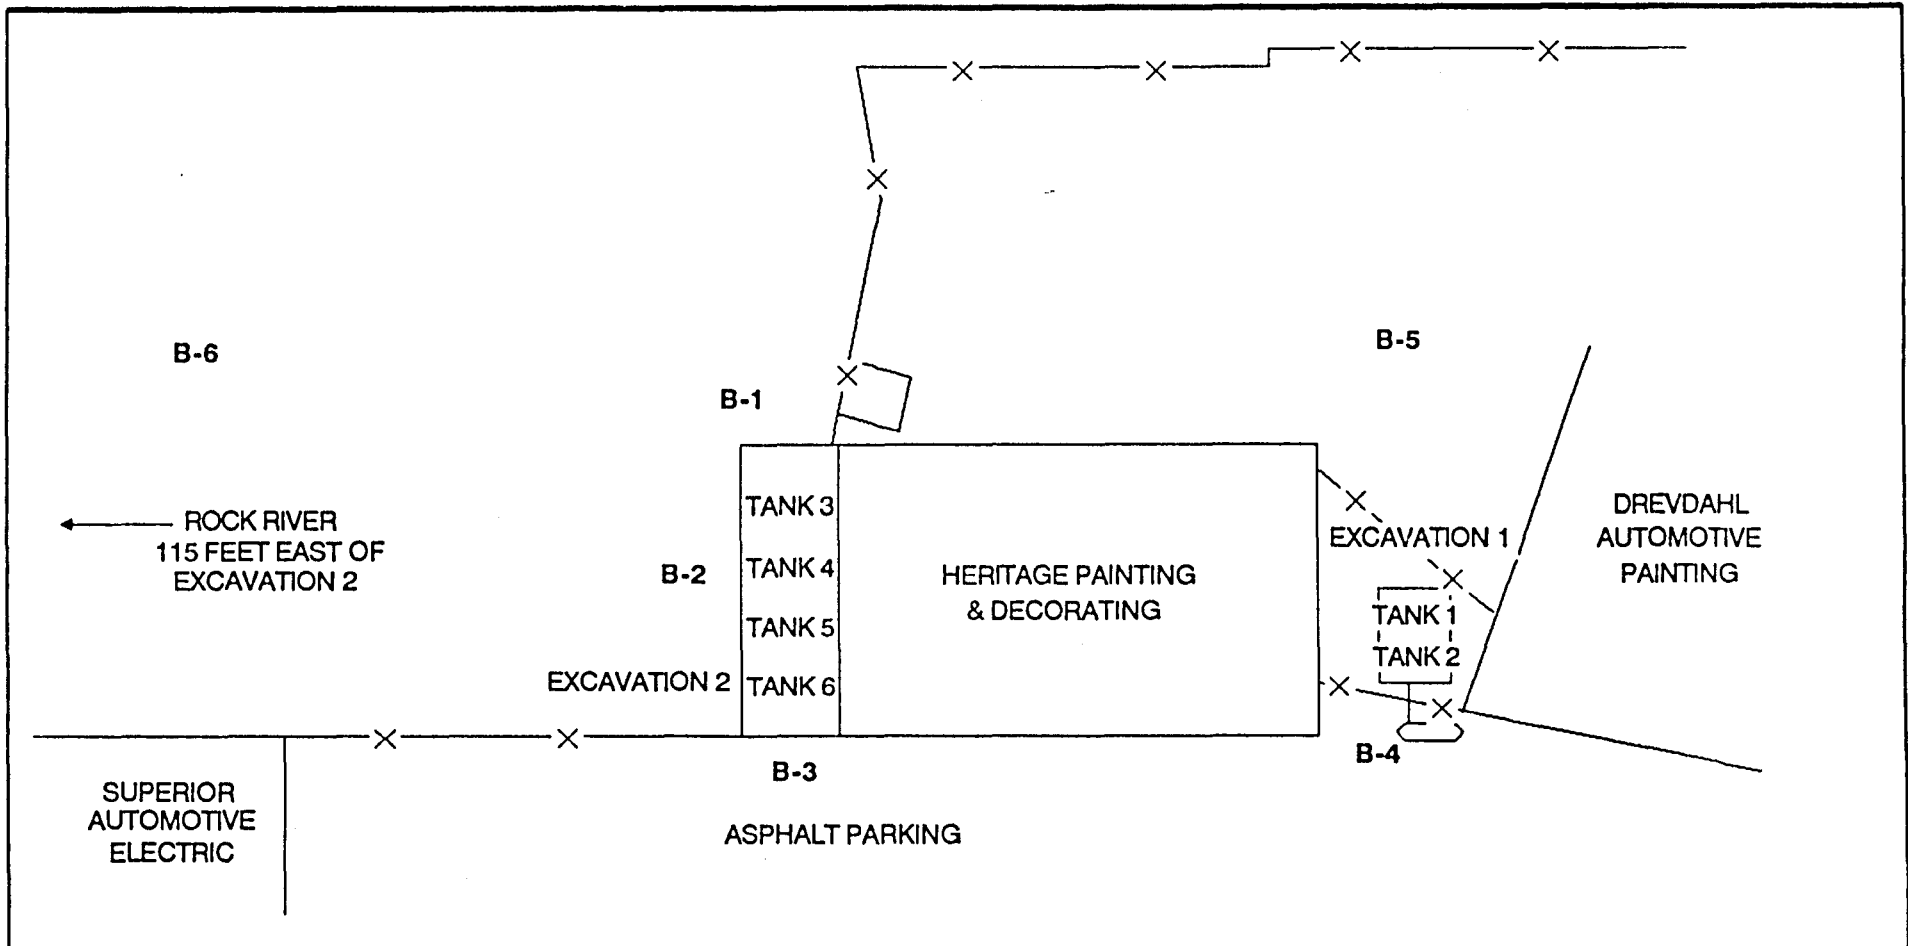 B-6
B-5
B-1
ROCK RIVER
115 FEET EAST OF
EXCAVATION 2
B-2
EXCAVATION 2
TANK 3
TANK 4
TANK 5
TANK 6
HERITAGE PAINTING
& DECORATING
EXCAVATION 1
TANK 1
TANK 2
DREVDAHL
AUTOMOTIVE
PAINTING
B-3
B-4
SUPERIOR
AUTOMOTIVE
ELECTRIC
ASPHALT PARKING